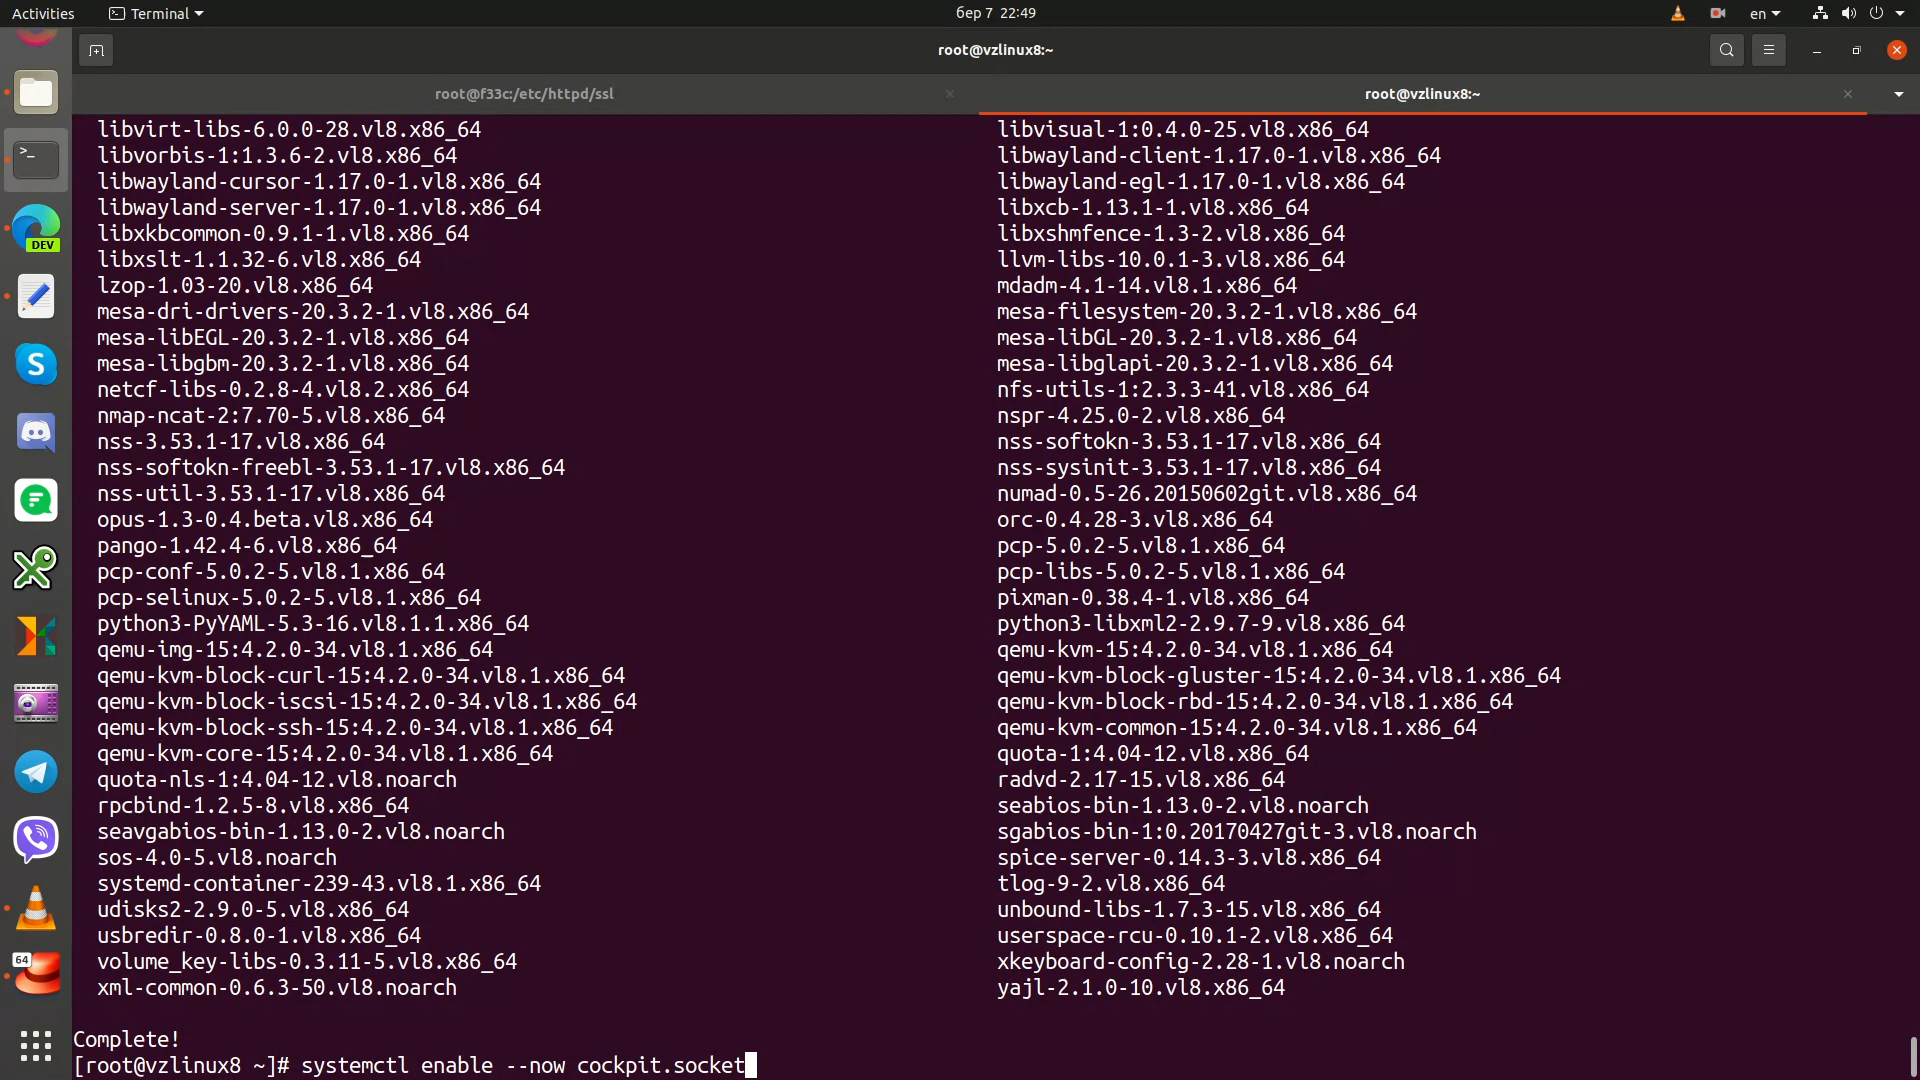 Activities Terminal бер 7 22:49 en
root@vzlinux8:~
root@f33c:/etc/httpd/ssl root@vzlinux8:~
libvirt-libs-6.0.0-28.vl8.x86_64 libvisual-1:0.4.0-25.vl8.x86_64
libvorbis-1:1.3.6-2.vl8.x86_64 libwayland-client-1.17.0-1.vl8.x86_64
libwayland-cursor-1.17.0-1.vl8.x86_64 libwayland-egl-1.17.0-1.vl8.x86_64
libwayland-server-1.17.0-1.vl8.x86_64 libxcb-1.13.1-1.vl8.x86_64
libxkbcommon-0.9.1-1.vl8.x86_64 libxshmfence-1.3-2.vl8.x86_64
libxslt-1.1.32-6.vl8.x86_64 llvm-libs-10.0.1-3.vl8.x86_64
lzop-1.03-20.vl8.x86_64 mdadm-4.1-14.vl8.1.x86_64
mesa-dri-drivers-20.3.2-1.vl8.x86_64 mesa-filesystem-20.3.2-1.vl8.x86_64
mesa-libEGL-20.3.2-1.vl8.x86_64 mesa-libGL-20.3.2-1.vl8.x86_64
mesa-libgbm-20.3.2-1.vl8.x86_64 mesa-libglapi-20.3.2-1.vl8.x86_64
netcf-libs-0.2.8-4.vl8.2.x86_64 nfs-utils-1:2.3.3-41.vl8.x86_64
nmap-ncat-2:7.70-5.vl8.x86_64 nspr-4.25.0-2.vl8.x86_64
nss-3.53.1-17.vl8.x86_64 nss-softokn-3.53.1-17.vl8.x86_64
nss-softokn-freebl-3.53.1-17.vl8.x86_64 nss-sysinit-3.53.1-17.vl8.x86_64
nss-util-3.53.1-17.vl8.x86_64 numad-0.5-26.20150602git.vl8.x86_64
opus-1.3-0.4.beta.vl8.x86_64 orc-0.4.28-3.vl8.x86_64
pango-1.42.4-6.vl8.x86_64 pcp-5.0.2-5.vl8.1.x86_64
pcp-conf-5.0.2-5.vl8.1.x86_64 pcp-libs-5.0.2-5.vl8.1.x86_64
pcp-selinux-5.0.2-5.vl8.1.x86_64 pixman-0.38.4-1.vl8.x86_64
python3-PyYAML-5.3-16.vl8.1.1.x86_64 python3-libxml2-2.9.7-9.vl8.x86_64
qemu-img-15:4.2.0-34.vl8.1.x86_64 qemu-kvm-15:4.2.0-34.vl8.1.x86_64
qemu-kvm-block-curl-15:4.2.0-34.vl8.1.x86_64 qemu-kvm-block-gluster-15:4.2.0-34.vl8.1.x86_64
qemu-kvm-block-iscsi-15:4.2.0-34.vl8.1.x86_64 qemu-kvm-block-rbd-15:4.2.0-34.vl8.1.x86_64
qemu-kvm-block-ssh-15:4.2.0-34.vl8.1.x86_64 qemu-kvm-common-15:4.2.0-34.vl8.1.x86_64
qemu-kvm-core-15:4.2.0-34.vl8.1.x86_64 quota-1:4.04-12.vl8.x86_64
quota-nls-1:4.04-12.vl8.noarch radvd-2.17-15.vl8.x86_64
rpcbind-1.2.5-8.vl8.x86_64 seabios-bin-1.13.0-2.vl8.noarch
seavgabios-bin-1.13.0-2.vl8.noarch sgabios-bin-1:0.20170427git-3.vl8.noarch
sos-4.0-5.vl8.noarch spice-server-0.14.3-3.vl8.x86_64
systemd-container-239-43.vl8.1.x86_64 tlog-9-2.vl8.x86_64
udisks2-2.9.0-5.vl8.x86_64 unbound-libs-1.7.3-15.vl8.x86_64
usbredir-0.8.0-1.vl8.x86_64 userspace-rcu-0.10.1-2.vl8.x86_64
volume_key-libs-0.3.11-5.vl8.x86_64 xkeyboard-config-2.28-1.vl8.noarch
xml-common-0.6.3-50.vl8.noarch yajl-2.1.0-10.vl8.x86_64
Complete!
[root@vzlinux8 ~]# systemctl enable --now cockpit.socket
>_
DEV
S
64